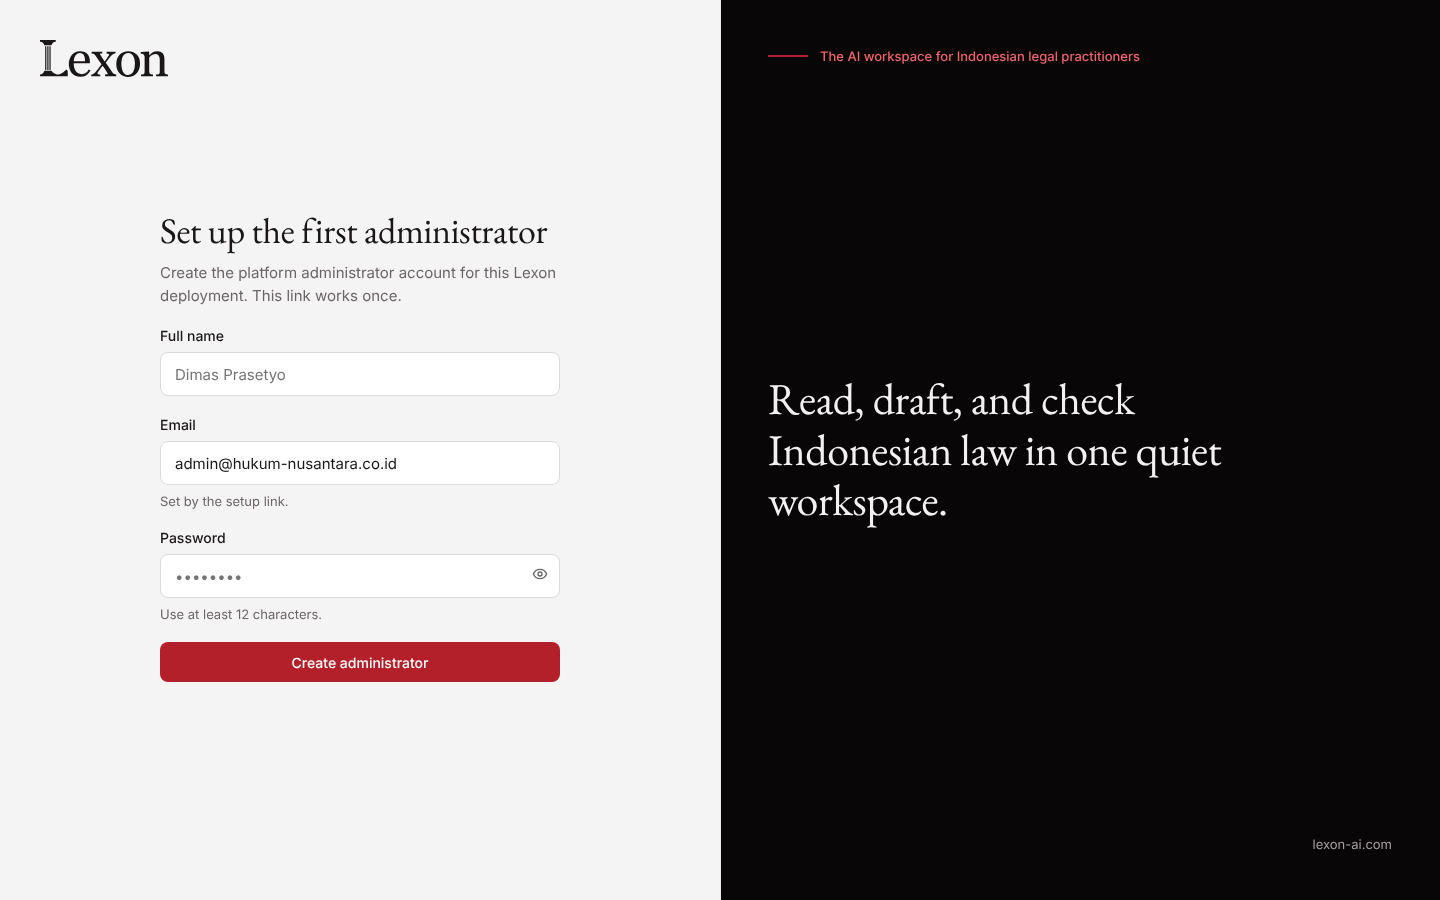 Lexon
Set up the first administrator
Create the platform administrator account for this Lexon
deployment. This link works once.
Full name
Dimas Prasetyo
Email
admin@hukum-nusantara.co.id
Set by the setup link.
Password
••••••••
Use at least 12 characters.
Create administrator
The AI workspace for Indonesian legal practitioners
Read, draft, and check
Indonesian law in one quiet
workspace.
lexon-ai.com